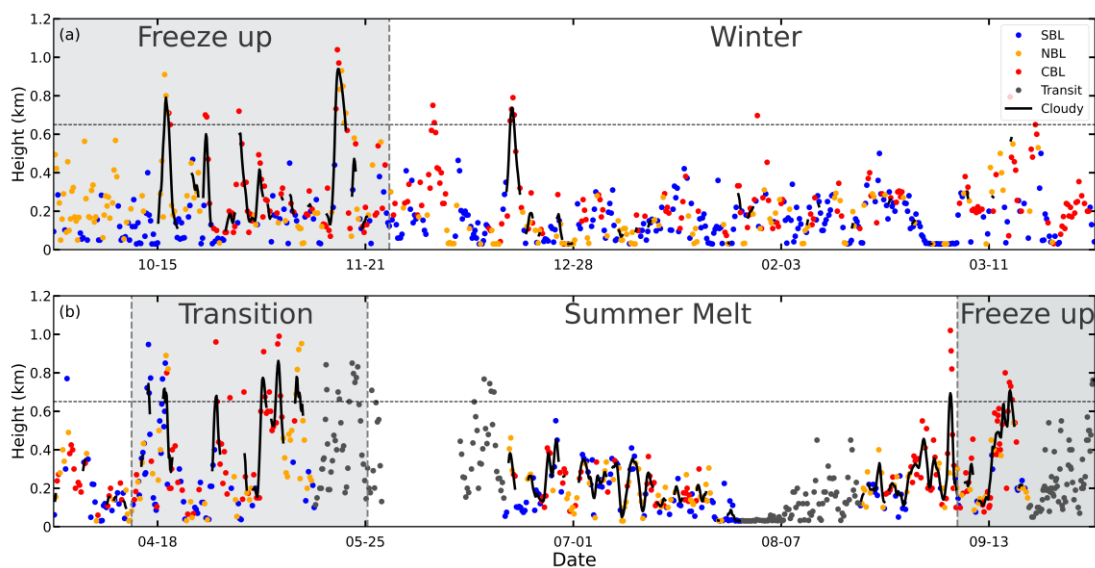 (a)
Freeze up
Winter
SBL
NBL
CBL
Transit
Cloudy
Height (km)
1.2
1.0
0.8
0.6
0.4
0.2
0
10-15
11-21
12-28
02-03
03-11
(b)
Transition
Summer Melt
Freeze up
Height (km)
1.2
1.0
0.8
0.6
0.4
0.2
0
04-18
05-25
07-01
08-07
09-13
Date